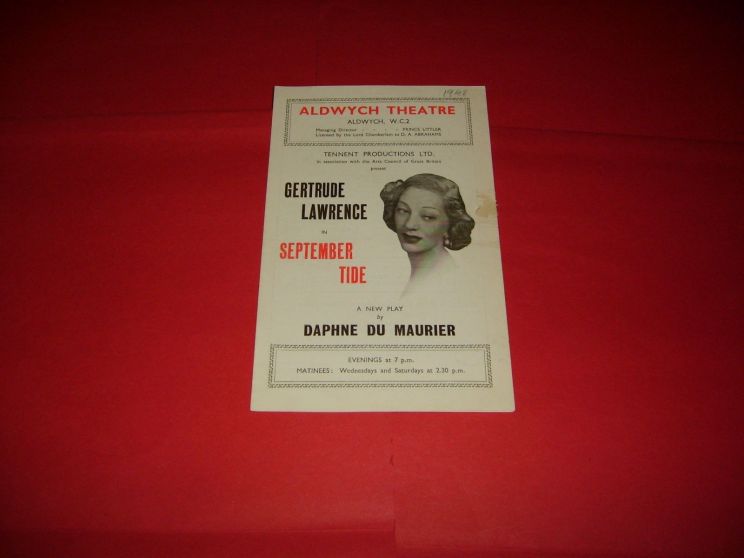 1948
ALDWYCH THEATRE
ALDWYCH, W.C.2
Managing Director - - - PRINCE LITTLER
Licensed by the Lord Chamberlain to D. A. ABRAHAMS
TENNENT PRODUCTIONS LTD.
In association with the Arts Council of Great Britain
present
GERTRUDE
LAWRENCE
IN
SEPTEMBER
TIDE
A NEW PLAY
by
DAPHNE DU MAURIER
EVENINGS at 7 p.m.
MATINEES: Wednesdays and Saturdays at 2.30 p.m.